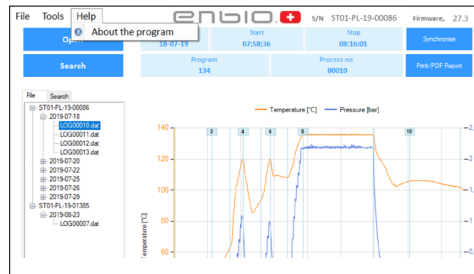 File Tools Help
About the program
enbio.
S/N ST01-PL-19-00086
Firmware, 27.3
Open
18-07-19
Start
07:58:36
Stop
08:16:01
Synchronise
Search
Program
134
Process no.
00010
Print/PDF Report
File Search
ST01-PL-19-00086
2019-07-18
LOG00010.dat
LOG00011.dat
LOG00012.dat
LOG00013.dat
2019-07-20
2019-07-22
2019-07-25
2019-07-26
2019-07-29
ST01-PL-19-01385
2019-08-23
LOG00007.dat
Temperature [°C] Pressure [bar]
2 4 6 8 10
140
120
100
80
60